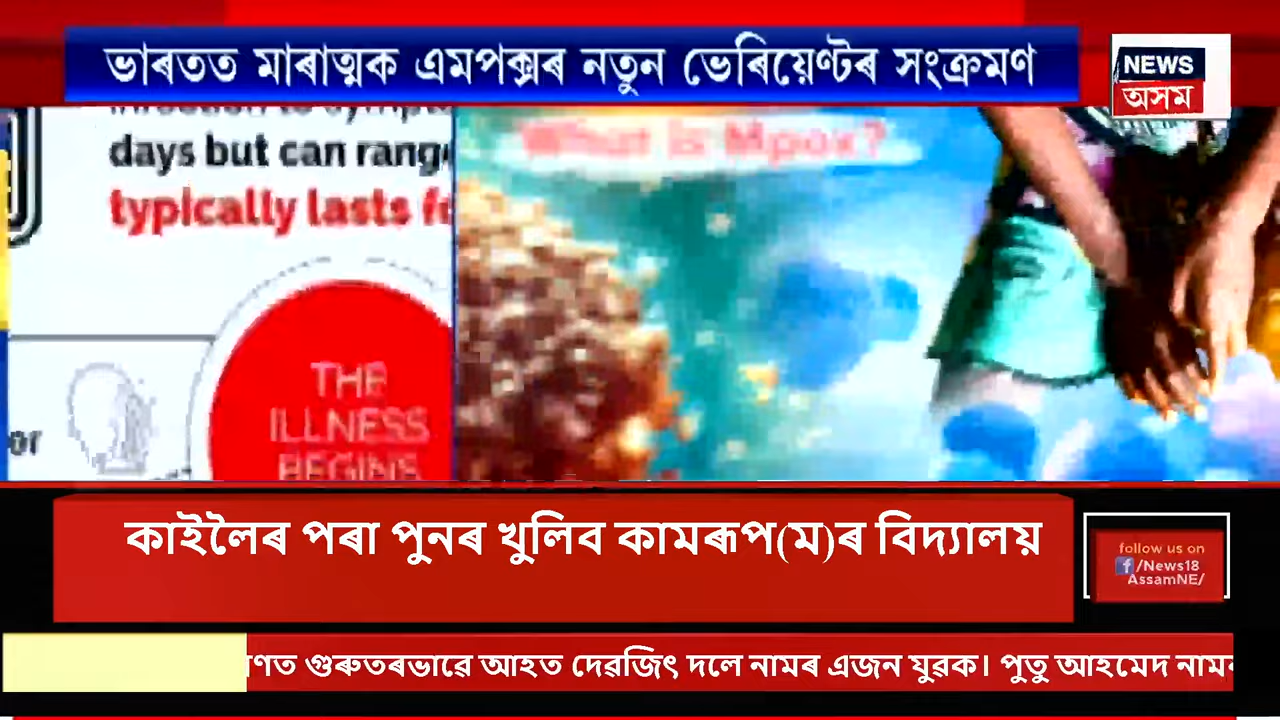 ভাৰতত মাৰাত্মক এমপক্সৰ নতুন ভেৰিয়েণ্টৰ সংক্ৰমণ
NEWS
অসম
days but can
typically lasts
What is Mpox?
or
THE
ILLNESS
BEGINS
কাইলৈৰ পৰা পুনৰ খুলিব কামৰূপ(ম)ৰ বিদ্যালয়
follow us on
/News18
AssamNE/
গুৰুতৰভাৱে আহত দেৱজিৎ দলে নামৰ এজন যুৱক। পুতু আহমেদ